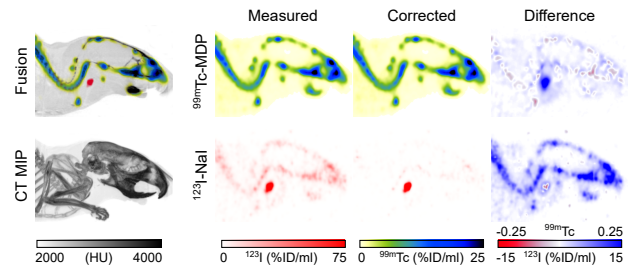 Measured Corrected Difference
Fusion
⁹⁹ᵐTc-MDP
CT MIP
¹²³I-NaI
-0.25 ⁹⁹ᵐTc 0.25
2000 (HU) 4000
0 ¹²³I (%ID/ml) 75
0 ⁹⁹ᵐTc (%ID/ml) 25
-15 ¹²³I (%ID/ml) 15